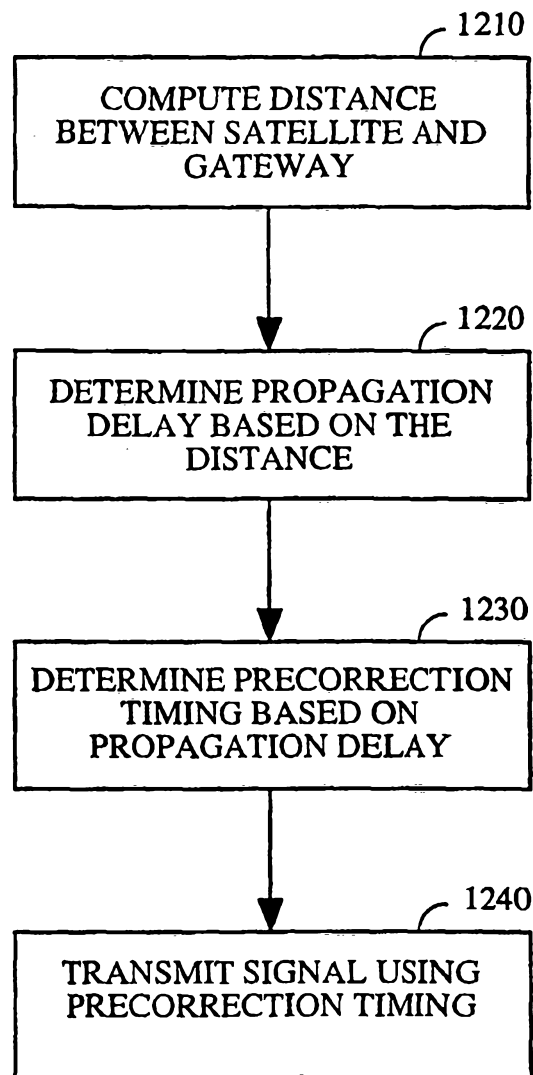 1210
COMPUTE DISTANCE
BETWEEN SATELLITE AND
GATEWAY
1220
DETERMINE PROPAGATION
DELAY BASED ON THE
DISTANCE
1230
DETERMINE PRECORRECTION
TIMING BASED ON
PROPAGATION DELAY
1240
TRANSMIT SIGNAL USING
PRECORRECTION TIMING